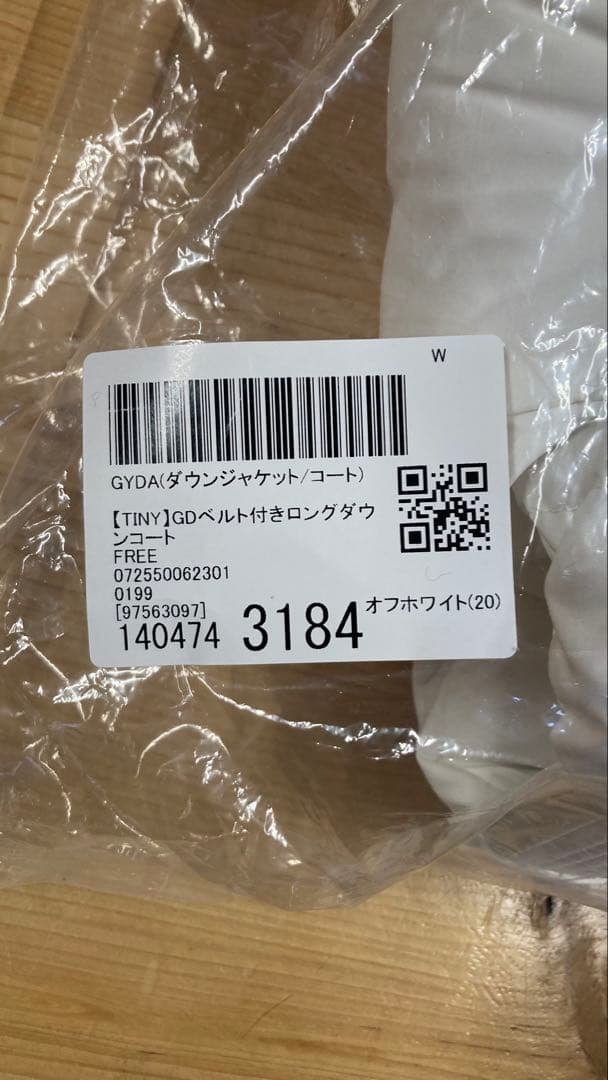 W
GYDA(ダウンジャケット/コート)
【TINY】GDベルト付きロングダウ
ンコート
FREE
072550062301
0199
[97563097]
オフホワイト(20)
140474 3184